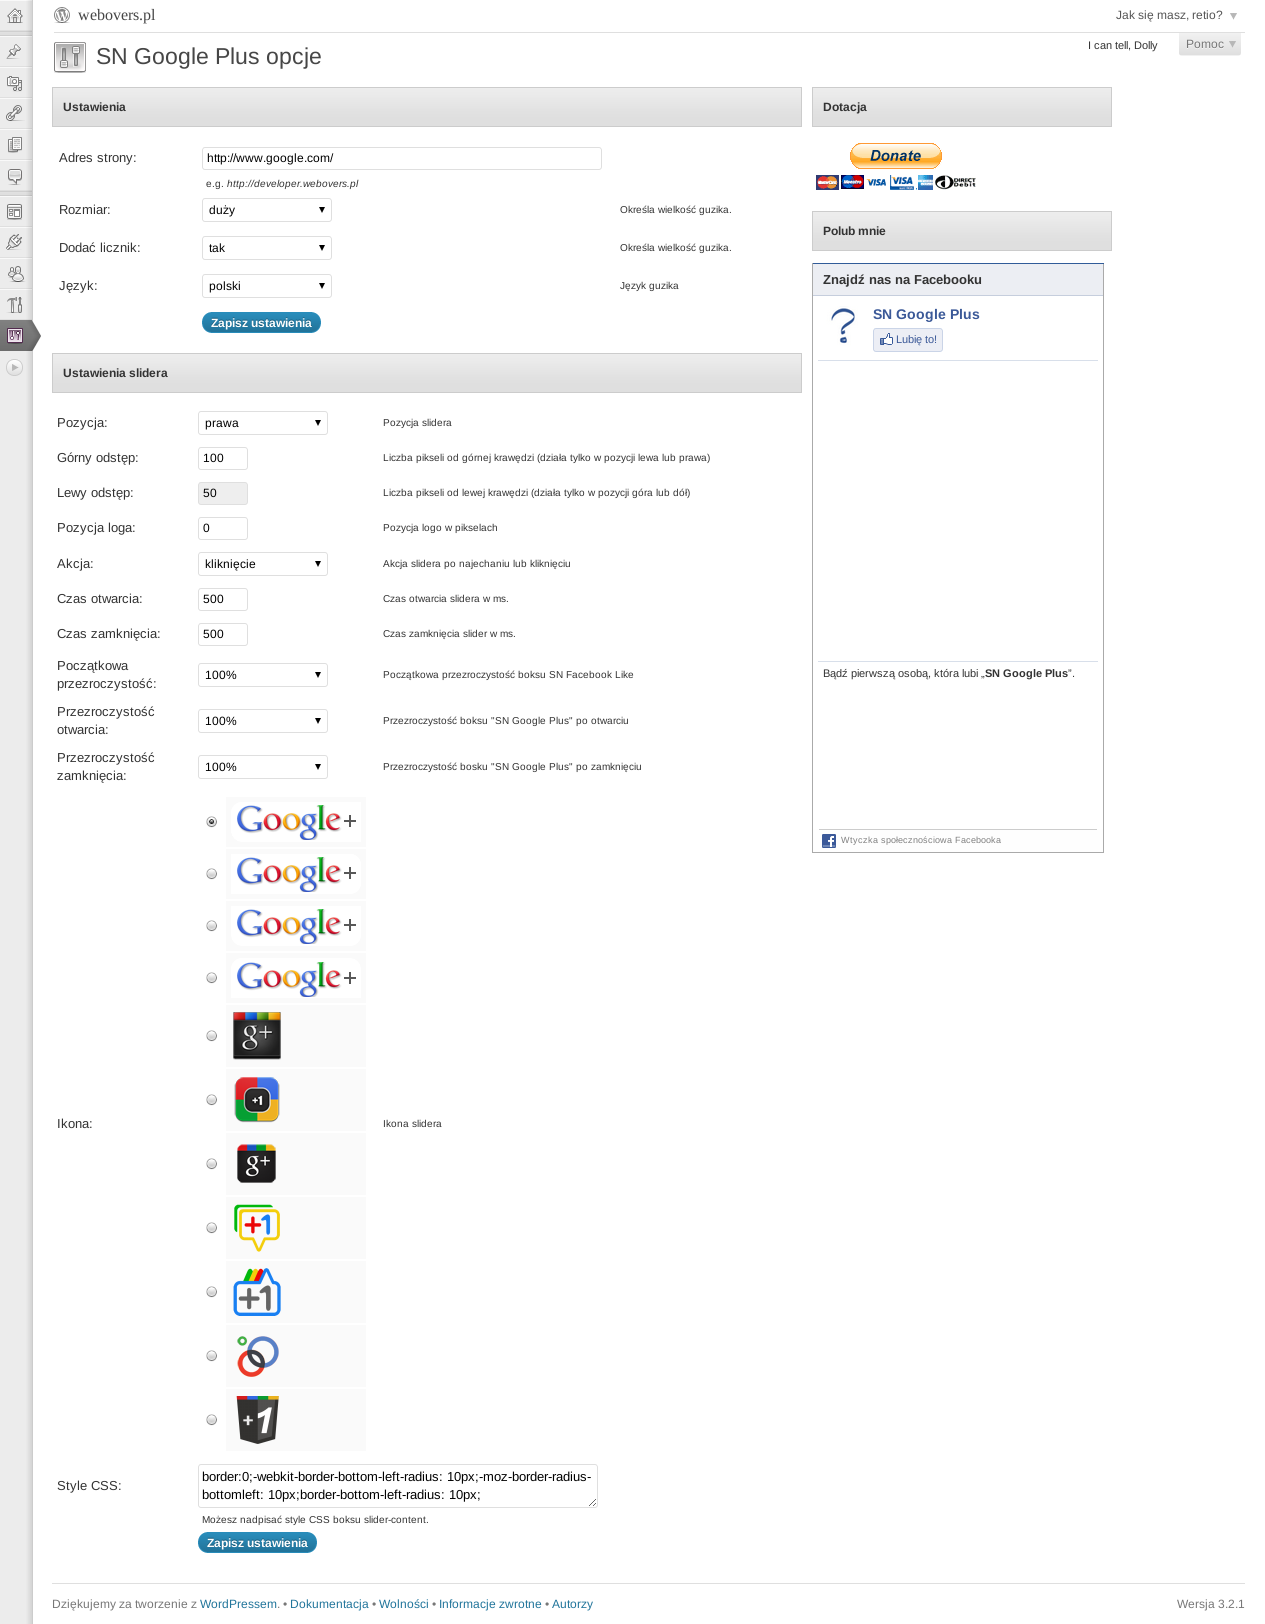 webovers.pl
Jak się masz, retio?
SN Google Plus opcje
I can tell, Dolly
Pomoc
Ustawienia
Adres strony:
http://www.google.com/
e.g. http://developer.webovers.pl
Rozmiar:
duży
Określa wielkość guzika.
Dodać licznik:
tak
Określa wielkość guzika.
Język:
polski
Język guzika
Zapisz ustawienia
Ustawienia slidera
Pozycja:
prawa
Pozycja slidera
Górny odstęp:
100
Liczba pikseli od górnej krawędzi (działa tylko w pozycji lewa lub prawa)
Lewy odstęp:
50
Liczba pikseli od lewej krawędzi (działa tylko w pozycji góra lub dół)
Pozycja loga:
0
Pozycja logo w pikselach
Akcja:
kliknięcie
Akcja slidera po najechaniu lub kliknięciu
Czas otwarcia:
500
Czas otwarcia slidera w ms.
Czas zamknięcia:
500
Czas zamknięcia slider w ms.
Początkowa
przezroczystość:
100%
Początkowa przezroczystość boksu SN Facebook Like
Przezroczystość
otwarcia:
100%
Przezroczystość boksu "SN Google Plus" po otwarciu
Przezroczystość
zamknięcia:
100%
Przezroczystość bosku "SN Google Plus" po zamknięciu
Google+
Google+
Google+
Google+
g+
+1
g+
+1
+1
+1
Ikona:
Ikona slidera
Style CSS:
border:0;-webkit-border-bottom-left-radius: 10px;-moz-border-radius-
bottomleft: 10px;border-bottom-left-radius: 10px;
Możesz nadpisać style CSS boksu slider-content.
Zapisz ustawienia
Dotacja
Donate
MasterCard Maestro VISA VISA DIRECT Debit
Polub mnie
Znajdź nas na Facebooku
SN Google Plus
Lubię to!
Bądź pierwszą osobą, która lubi „SN Google Plus”.
Wtyczka społecznościowa Facebooka
Dziękujemy za tworzenie z WordPressem. • Dokumentacja • Wolności • Informacje zwrotne • Autorzy
Wersja 3.2.1